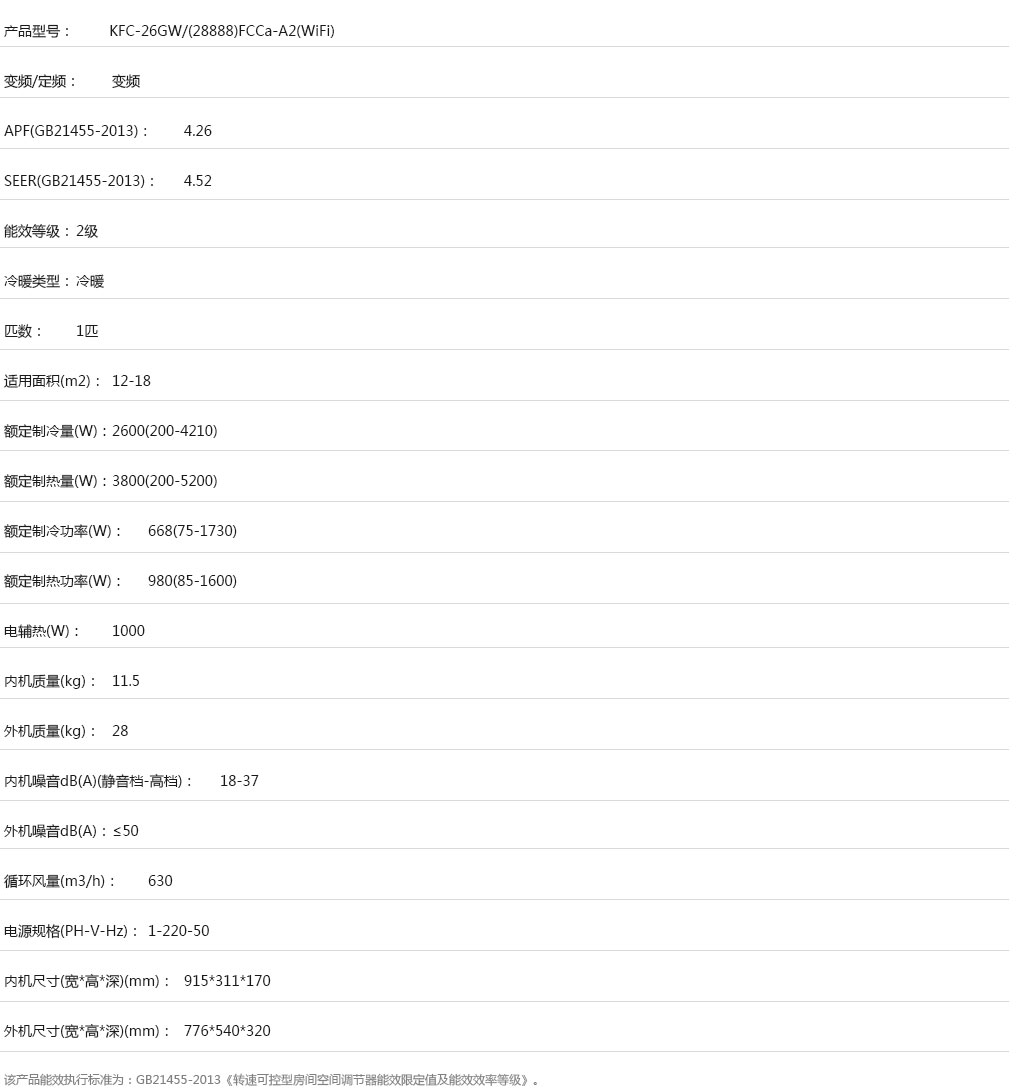 产品型号： KFC-26GW/(28888)FCCa-A2(WiFi)
变频/定频： 变频
APF(GB21455-2013)： 4.26
SEER(GB21455-2013)： 4.52
能效等级： 2级
冷暖类型： 冷暖
匹数： 1匹
适用面积(m2)： 12-18
额定制冷量(W)：2600(200-4210)
额定制热量(W)：3800(200-5200)
额定制冷功率(W)： 668(75-1730)
额定制热功率(W)： 980(85-1600)
电辅热(W)： 1000
内机质量(kg)： 11.5
外机质量(kg)： 28
内机噪音dB(A)(静音档-高档)： 18-37
外机噪音dB(A)：≤50
循环风量(m3/h)： 630
电源规格(PH-V-Hz)： 1-220-50
内机尺寸(宽*高*深)(mm)： 915*311*170
外机尺寸(宽*高*深)(mm)： 776*540*320
该产品能效执行标准为：GB21455-2013《转速可控型房间空间调节器能效限定值及能效效率等级》。